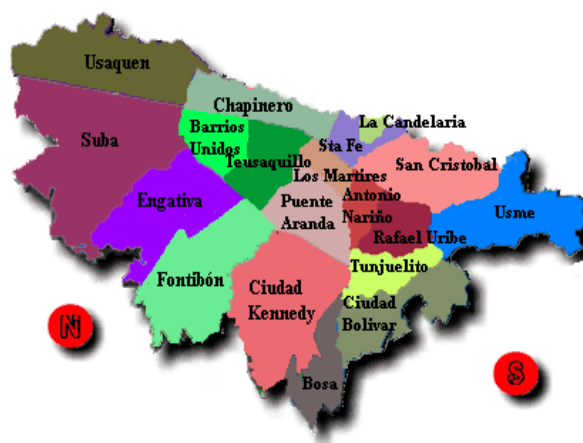 Usaquen
Chapinero
La Candelaria
Suba
Barrios
Unidos
Sta Fe
Teusaquillo
San Cristobal
Los Martires
Engativa
Puente
Aranda
Antonio
Nariño
Usme
Rafael Uribe
Fontibón
Ciudad
Kennedy
Tunjuelito
Ciudad
Bolivar
Bosa
N
S